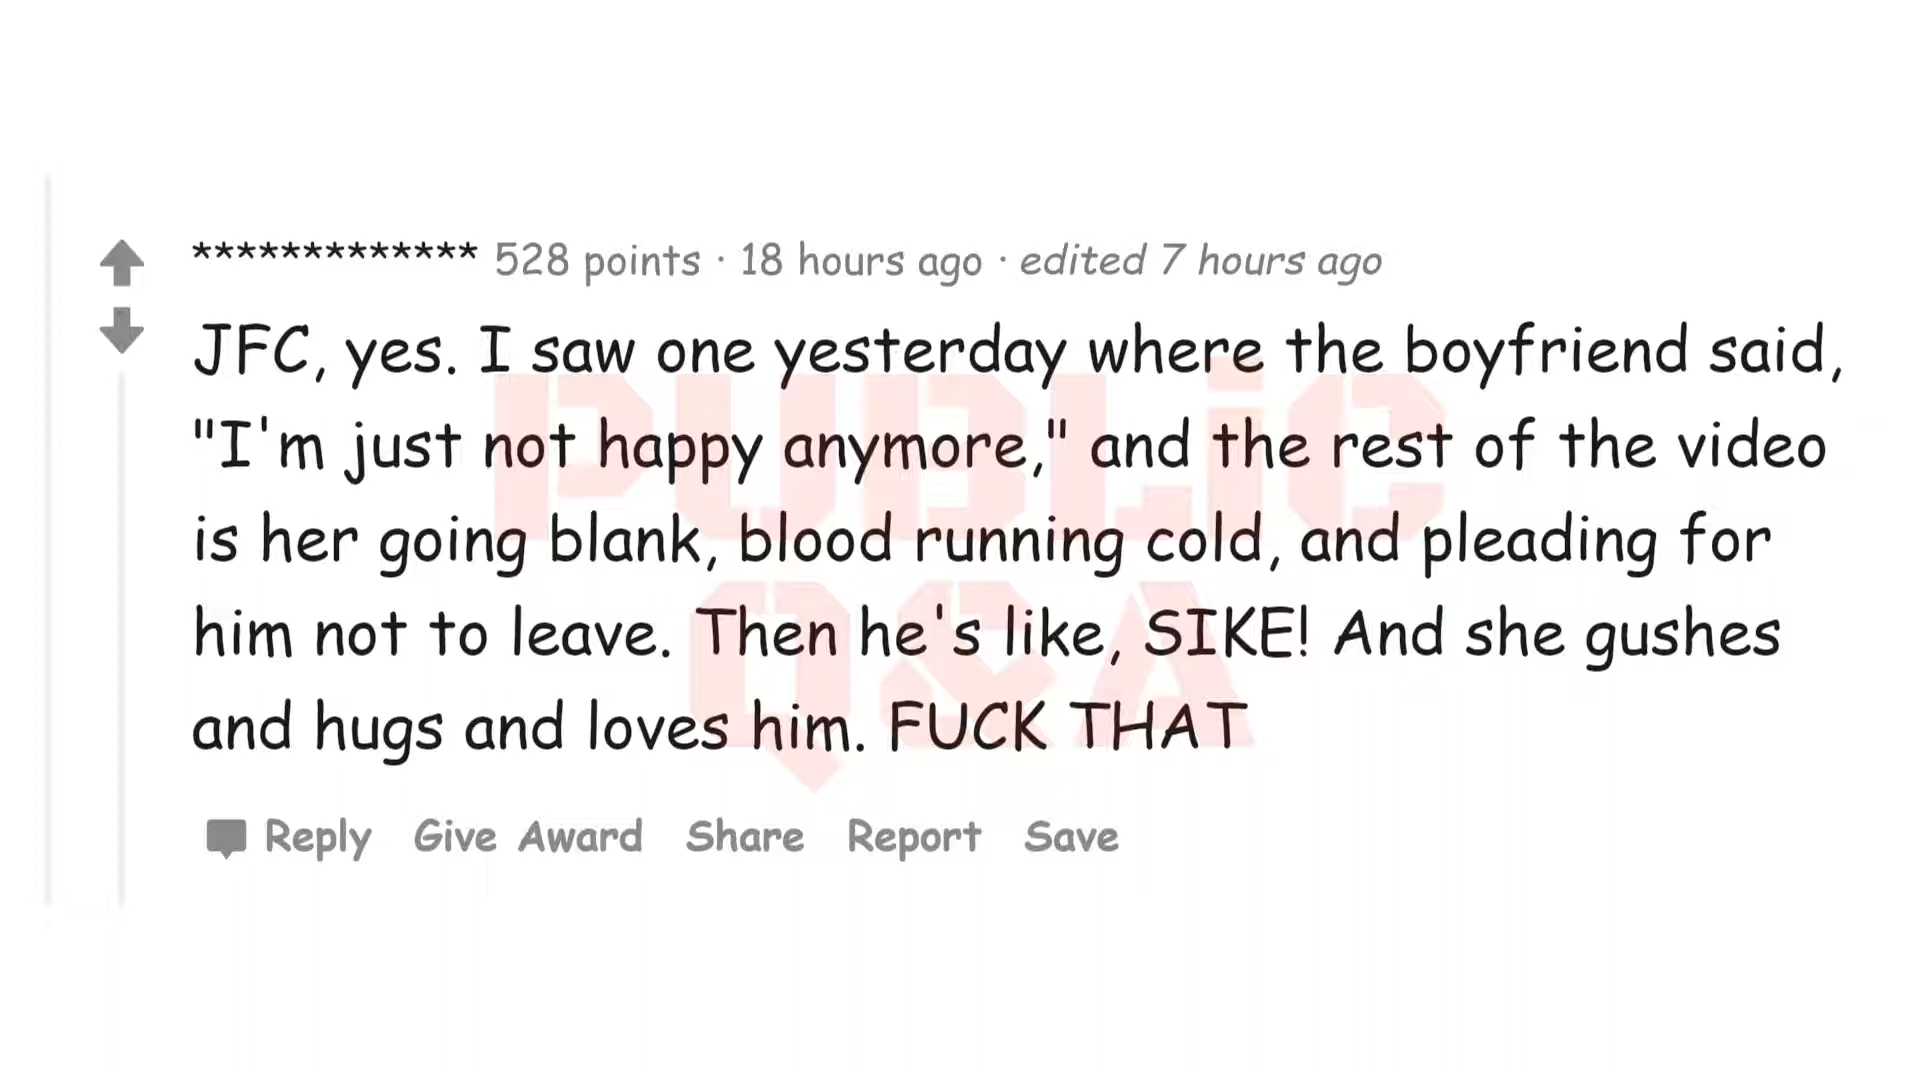 ************* 528 points · 18 hours ago · edited 7 hours ago
JFC, yes. I saw one yesterday where the boyfriend said,
"I'm just not happy anymore," and the rest of the video
is her going blank, blood running cold, and pleading for
him not to leave. Then he's like, SIKE! And she gushes
and hugs and loves him. FUCK THAT
Reply Give Award Share Report Save
PUBLiC
Q&A